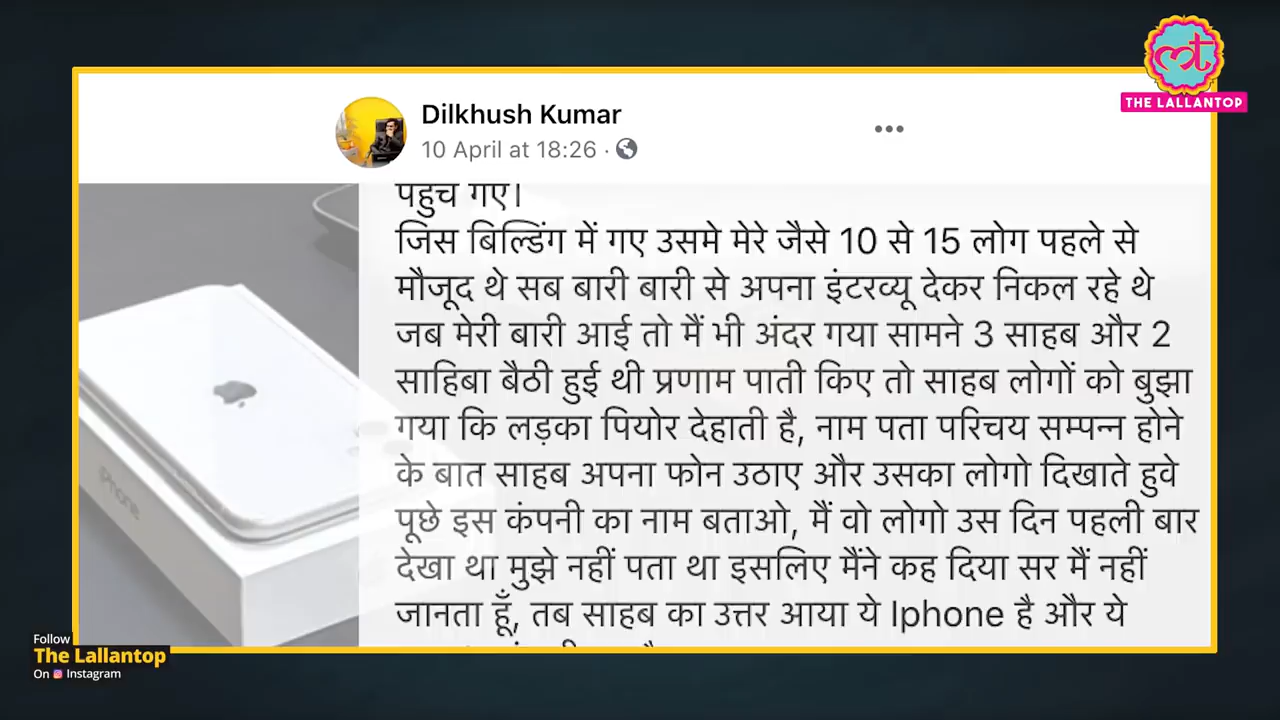 मत
THE LALLANTOP
Dilkhush Kumar
10 April at 18:26 ·
पहुच गए।
जिस बिल्डिंग में गए उसमे मेरे जैसे 10 से 15 लोग पहले से
मौजूद थे सब बारी बारी से अपना इंटरव्यू देकर निकल रहे थे
जब मेरी बारी आई तो मैं भी अंदर गया सामने 3 साहब और 2
साहिबा बैठी हुई थी प्रणाम पाती किए तो साहब लोगों को बुझा
गया कि लड़का पियोर देहाती है, नाम पता परिचय सम्पन्न होने
के बात साहब अपना फोन उठाए और उसका लोगो दिखाते हुवे
पूछे इस कंपनी का नाम बताओ, मैं वो लोगो उस दिन पहली बार
देखा था मुझे नहीं पता था इसलिए मैंने कह दिया सर मैं नहीं
जानता हूँ, तब साहब का उत्तर आया ये Iphone है और ये
iPhone
Follow
The Lallantop
On Instagram